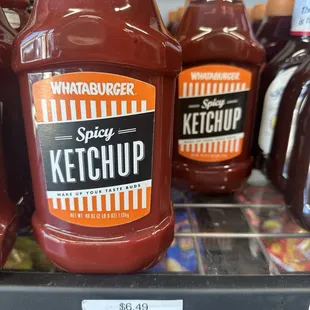 WHATABURGER
Spicy
KETCHUP
WAKE UP YOUR TASTE BUDS
WHATABURGER
Spicy
KETCHUP
$6.49